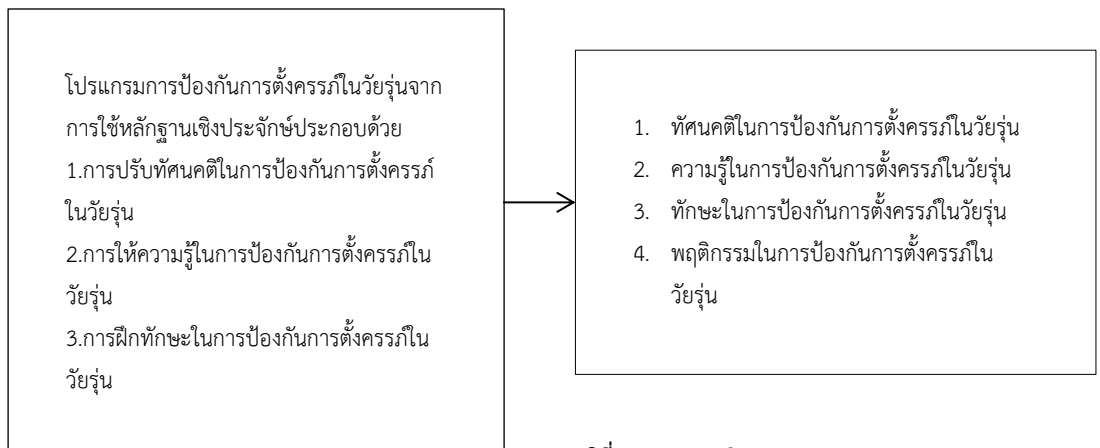 โปรแกรมการป้องกันการตั้งครรภ์ในวัยรุ่นจาก
การใช้หลักฐานเชิงประจักษ์ประกอบด้วย
1.การปรับทัศนคติในการป้องกันการตั้งครรภ์
ในวัยรุ่น
2.การให้ความรู้ในการป้องกันการตั้งครรภ์ใน
วัยรุ่น
3.การฝึกทักษะในการป้องกันการตั้งครรภ์ใน
วัยรุ่น
1. ทัศนคติในการป้องกันการตั้งครรภ์ในวัยรุ่น
2. ความรู้ในการป้องกันการตั้งครรภ์ในวัยรุ่น
3. ทักษะในการป้องกันการตั้งครรภ์ในวัยรุ่น
4. พฤติกรรมในการป้องกันการตั้งครรภ์ใน
วัยรุ่น